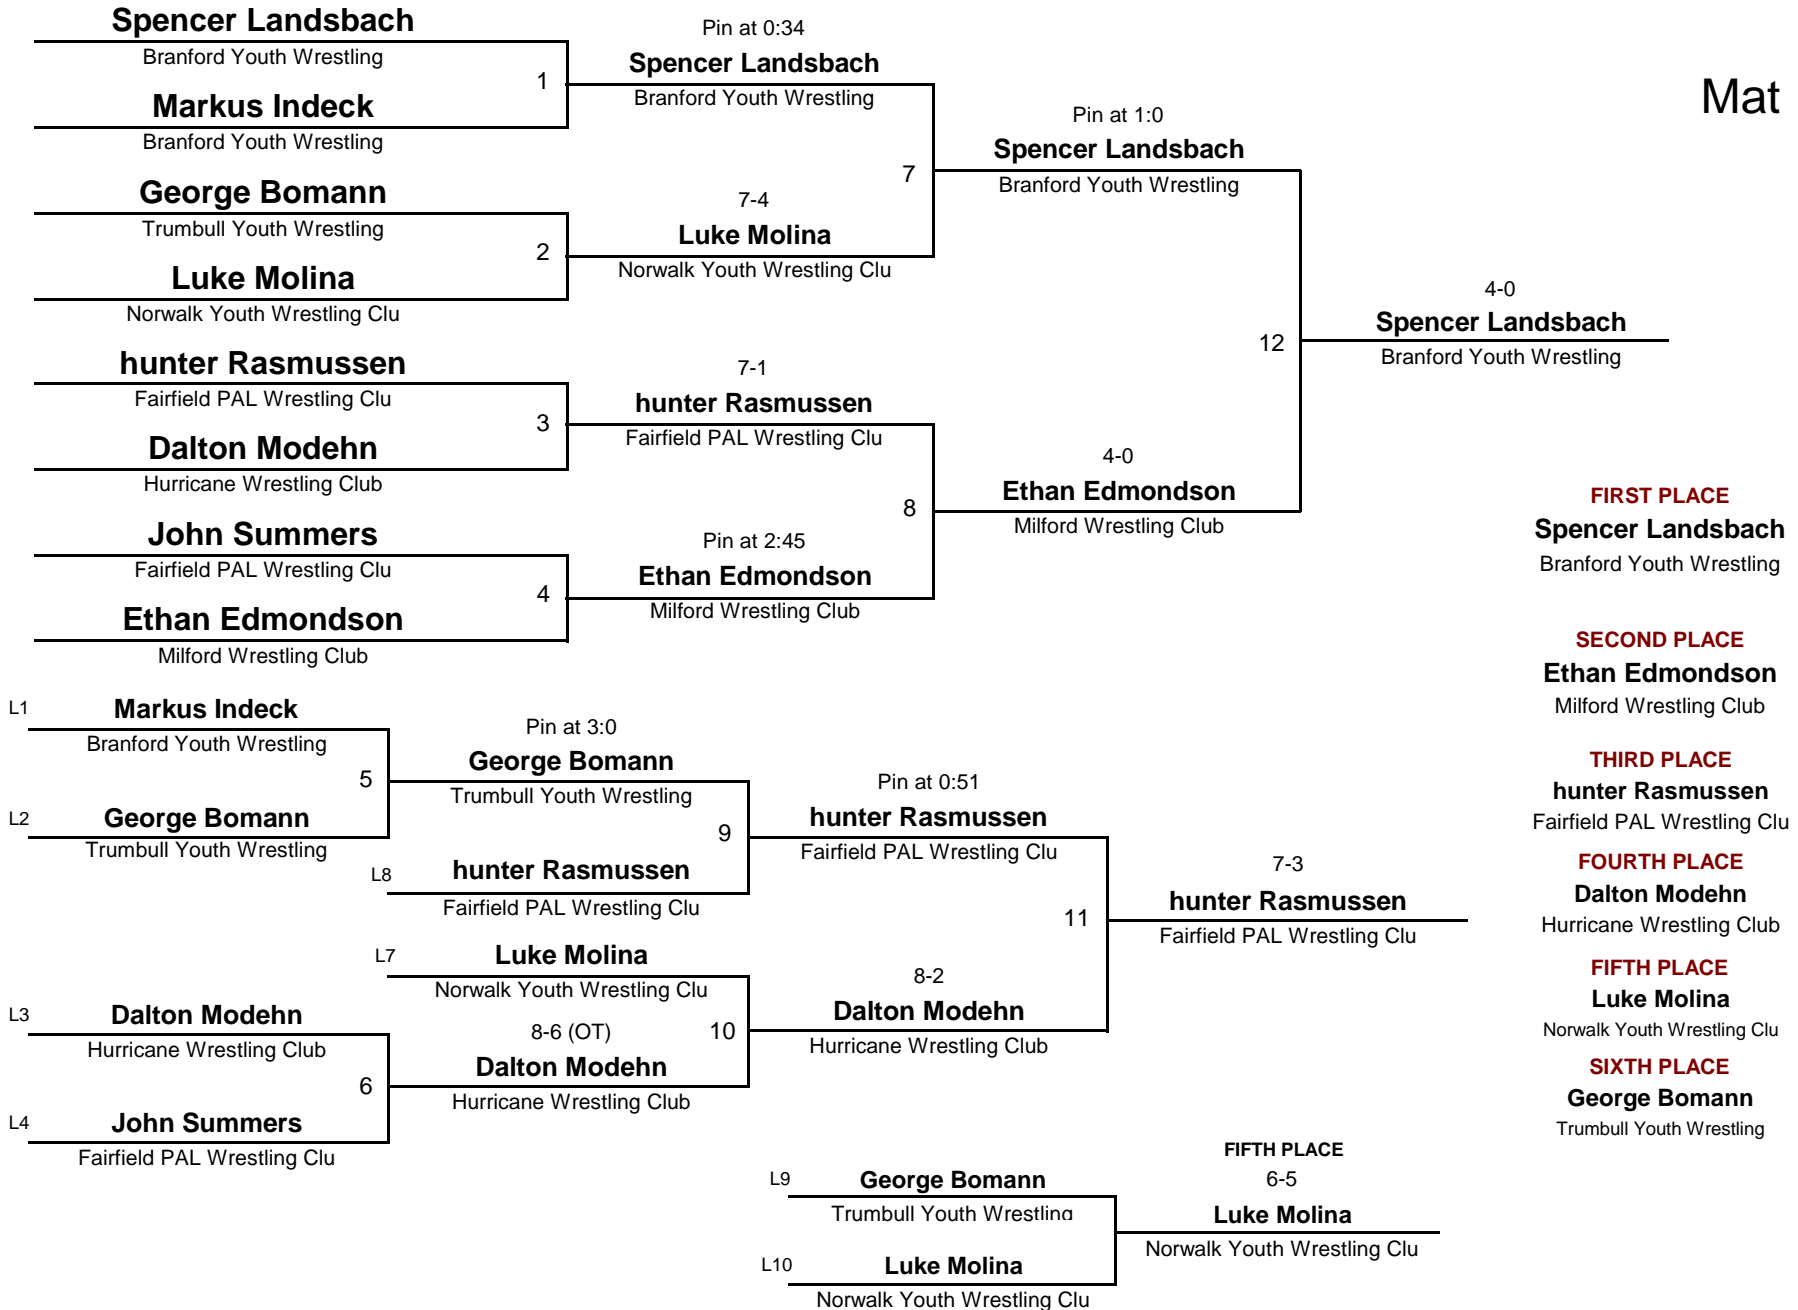 Spencer Landsbach
Branford Youth Wrestling
1
Markus Indeck
Branford Youth Wrestling
George Bomann
Trumbull Youth Wrestling
2
Luke Molina
Norwalk Youth Wrestling Clu
hunter Rasmussen
Fairfield PAL Wrestling Clu
3
Dalton Modehn
Hurricane Wrestling Club
John Summers
Fairfield PAL Wrestling Clu
4
Ethan Edmondson
Milford Wrestling Club
Pin at 0:34
Spencer Landsbach
Branford Youth Wrestling
7
7-4
Luke Molina
Norwalk Youth Wrestling Clu
7-1
hunter Rasmussen
Fairfield PAL Wrestling Clu
8
Pin at 2:45
Ethan Edmondson
Milford Wrestling Club
Pin at 1:0
Spencer Landsbach
Branford Youth Wrestling
12
4-0
Ethan Edmondson
Milford Wrestling Club
4-0
Spencer Landsbach
Branford Youth Wrestling
Mat
L1
Markus Indeck
Branford Youth Wrestling
5
L2
George Bomann
Trumbull Youth Wrestling
L3
Dalton Modehn
Hurricane Wrestling Club
6
L4
John Summers
Fairfield PAL Wrestling Clu
Pin at 3:0
George Bomann
Trumbull Youth Wrestling
9
L8
hunter Rasmussen
Fairfield PAL Wrestling Clu
L7
Luke Molina
Norwalk Youth Wrestling Clu
8-6 (OT)
10
Dalton Modehn
Hurricane Wrestling Club
Pin at 0:51
hunter Rasmussen
Fairfield PAL Wrestling Clu
11
8-2
Dalton Modehn
Hurricane Wrestling Club
7-3
hunter Rasmussen
Fairfield PAL Wrestling Clu
L9
George Bomann
Trumbull Youth Wrestling
L10
Luke Molina
Norwalk Youth Wrestling Clu
FIFTH PLACE
6-5
Luke Molina
Norwalk Youth Wrestling Clu
FIRST PLACE
Spencer Landsbach
Branford Youth Wrestling
SECOND PLACE
Ethan Edmondson
Milford Wrestling Club
THIRD PLACE
hunter Rasmussen
Fairfield PAL Wrestling Clu
FOURTH PLACE
Dalton Modehn
Hurricane Wrestling Club
FIFTH PLACE
Luke Molina
Norwalk Youth Wrestling Clu
SIXTH PLACE
George Bomann
Trumbull Youth Wrestling